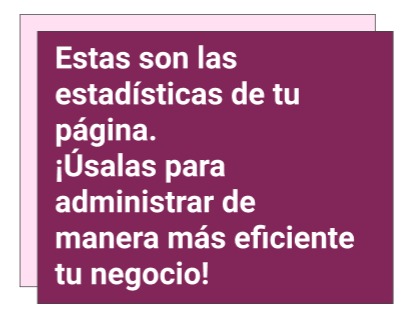 Estas son las
estadísticas de tu
página.
¡Úsalas para
administrar de
manera más eficiente
tu negocio!